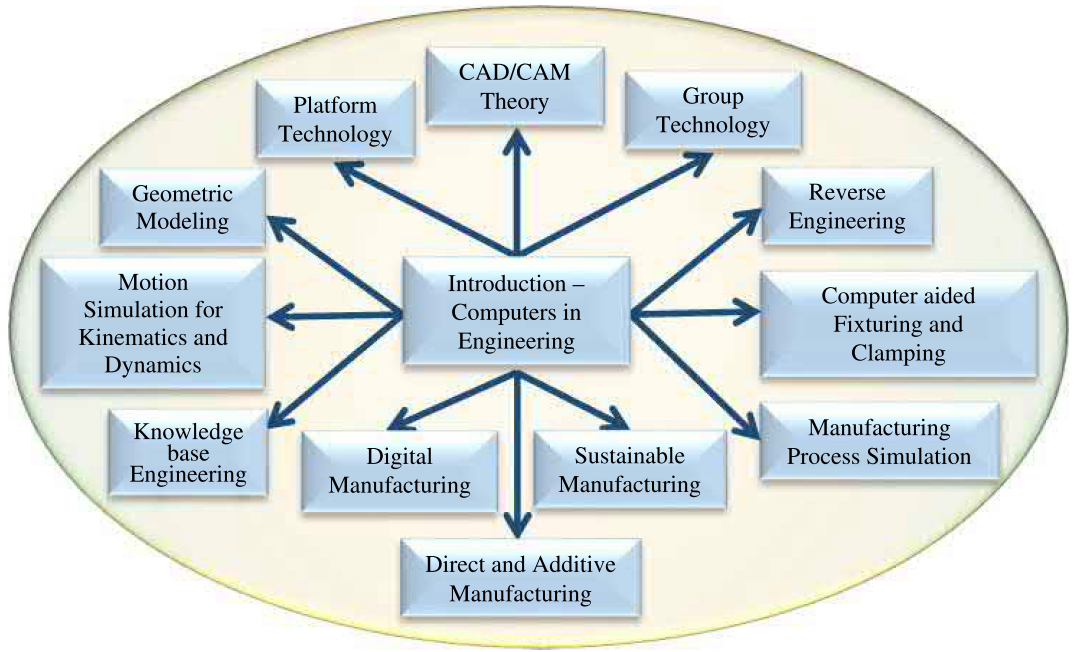 CAD/CAM
Theory
Platform
Technology
Group
Technology
Geometric
Modeling
Reverse
Engineering
Motion
Simulation for
Kinematics and
Dynamics
Introduction –
Computers in
Engineering
Computer aided
Fixturing and
Clamping
Knowledge
base
Engineering
Digital
Manufacturing
Sustainable
Manufacturing
Manufacturing
Process Simulation
Direct and Additive
Manufacturing